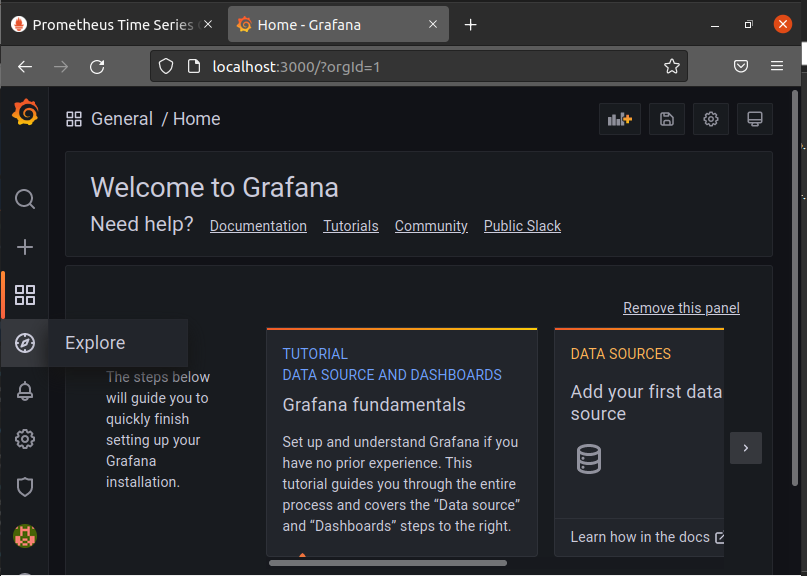 Prometheus Time Series
Home - Grafana
localhost:3000/?orgId=1
General / Home
Welcome to Grafana
Need help? Documentation Tutorials Community Public Slack
Remove this panel
Explore
The steps below
will guide you to
quickly finish
setting up your
Grafana
installation.
TUTORIAL
DATA SOURCE AND DASHBOARDS
Grafana fundamentals
Set up and understand Grafana if you
have no prior experience. This
tutorial guides you through the entire
process and covers the “Data source”
and “Dashboards” steps to the right.
DATA SOURCES
Add your first data
source
Learn how in the docs